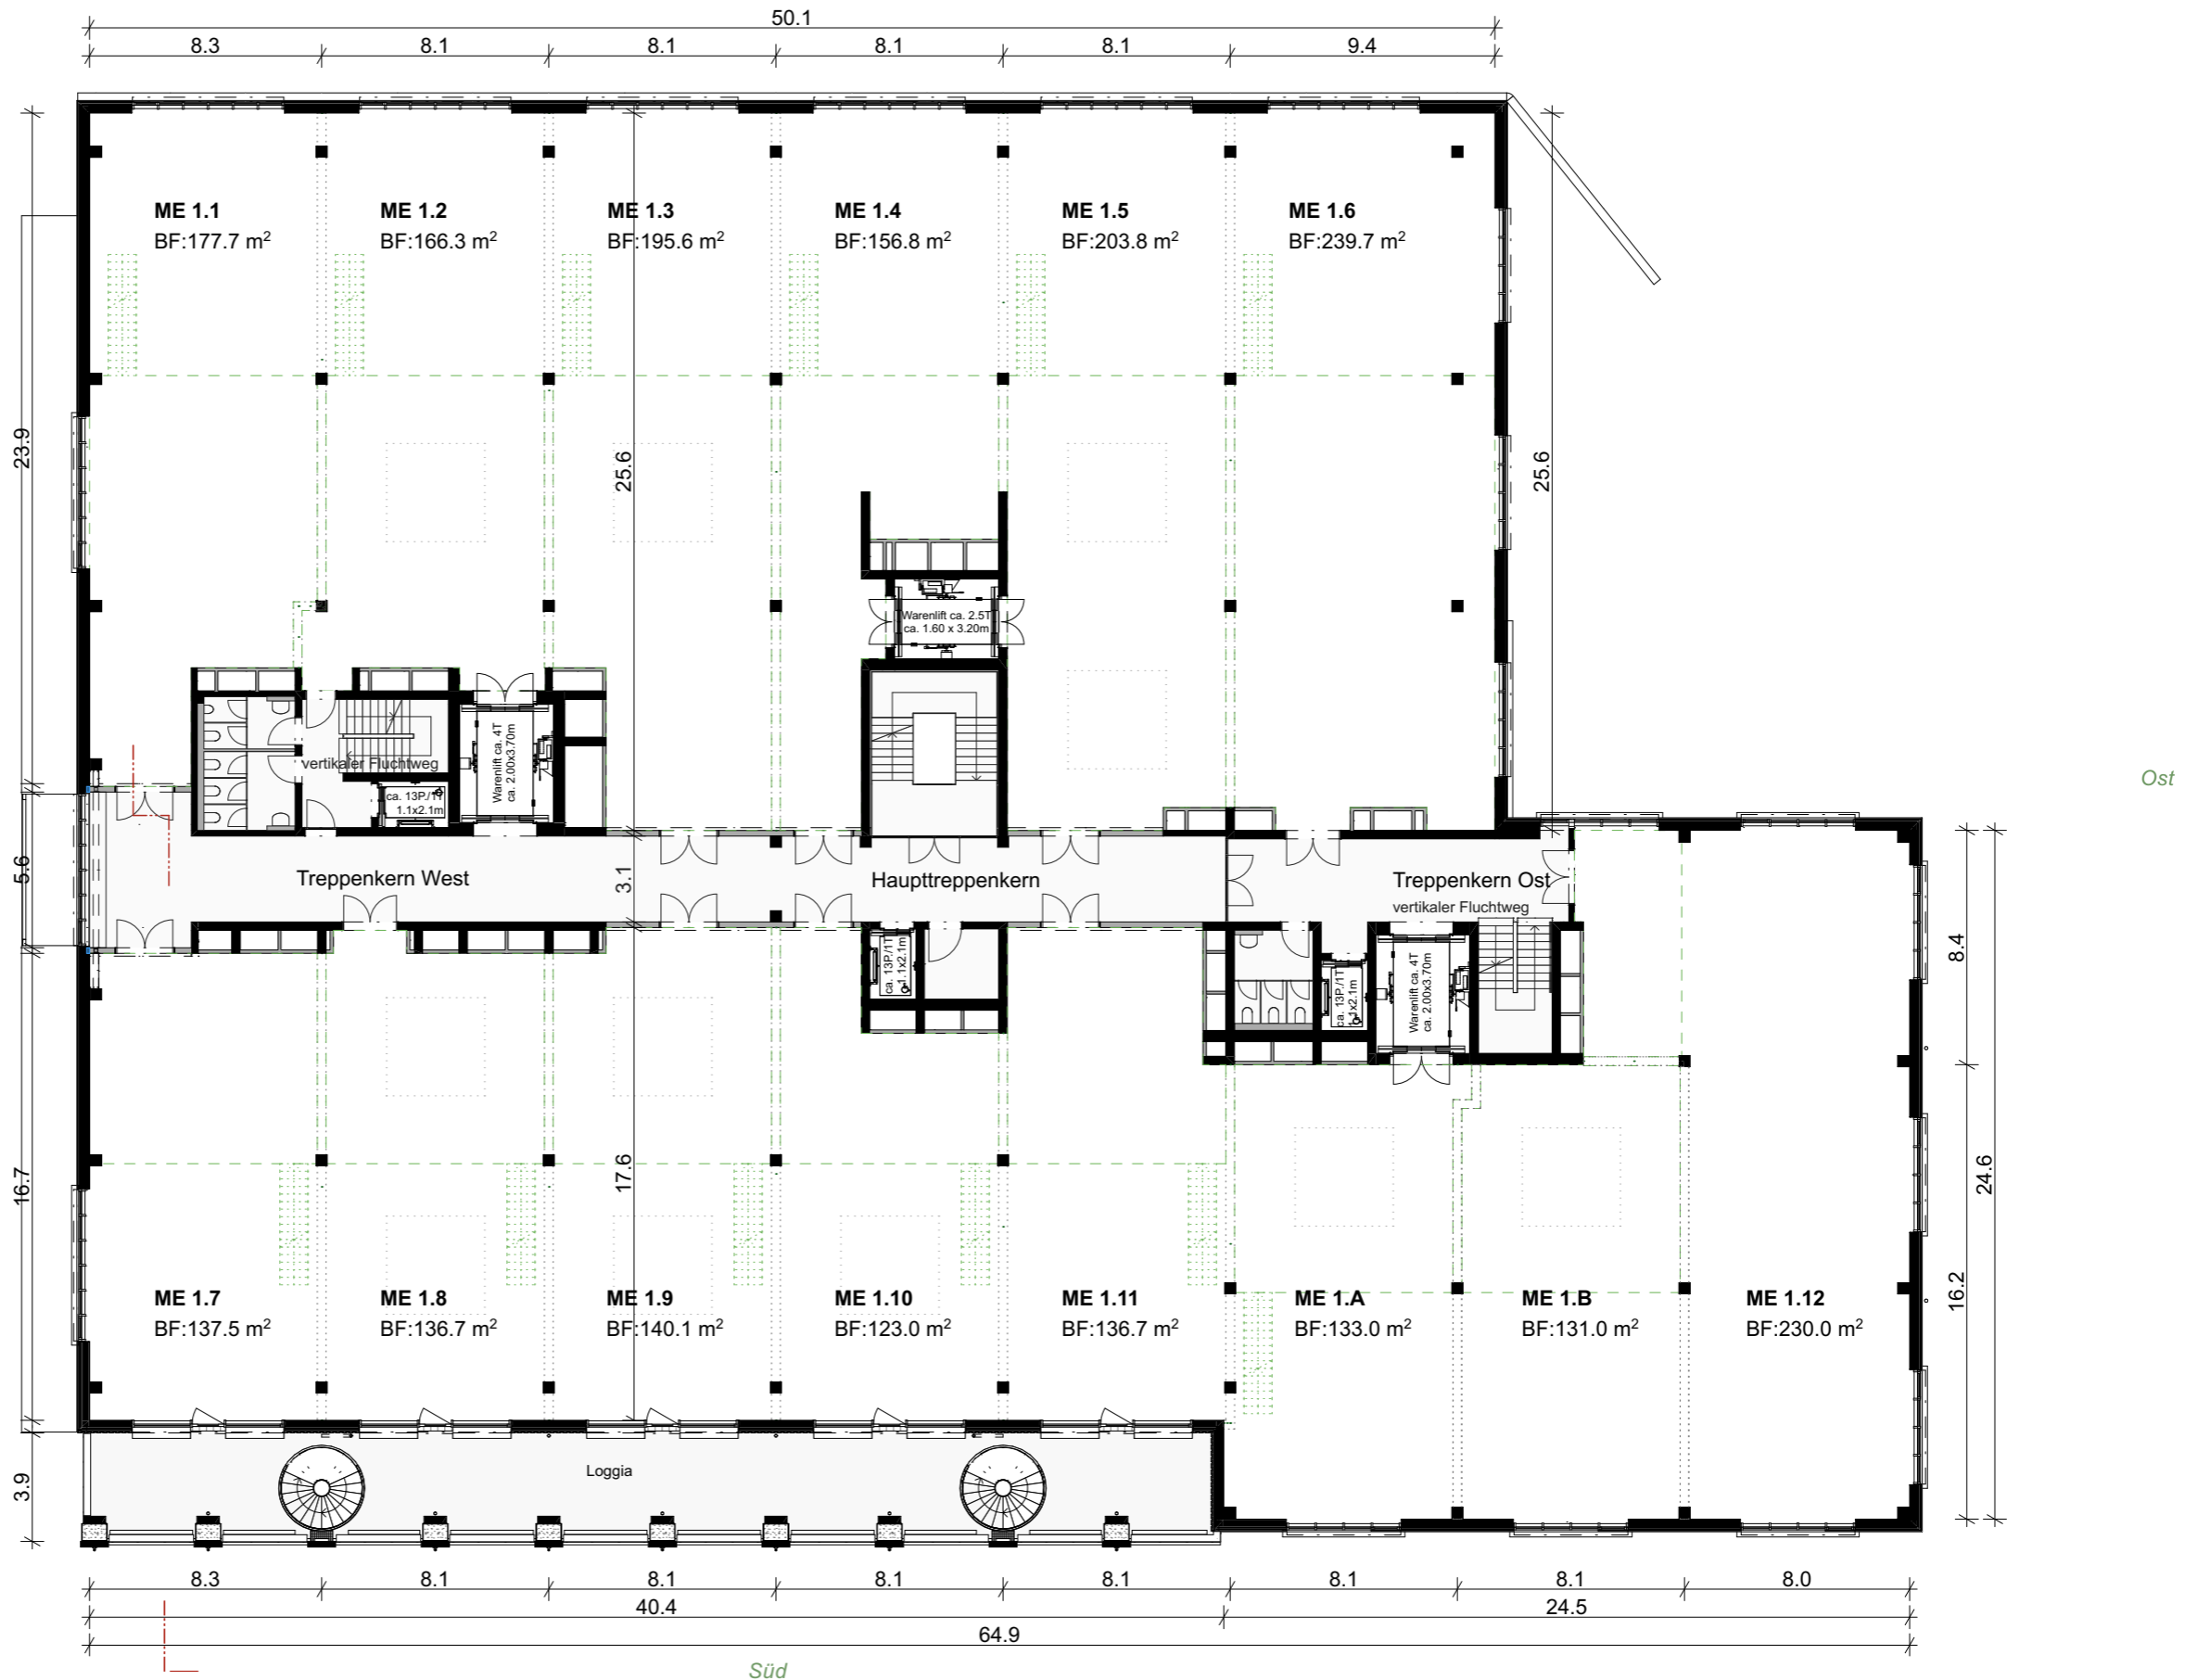 50.1
8.3 8.1 8.1 8.1 8.1 9.4
ME 1.1
BF:177.7 m²
ME 1.2
BF:166.3 m²
ME 1.3
BF:195.6 m²
ME 1.4
BF:156.8 m²
ME 1.5
BF:203.8 m²
ME 1.6
BF:239.7 m²
23.9
25.6
25.6
Warenlift ca. 2.5T
ca. 1.60 x 3.20m
vertikaler Fluchtweg
ca. 13P./1T
1.1x2.1m
Warenlift ca. 4T
ca. 2.00x3.70m
Ost
5.6
Treppenkern West
3.1
Haupttreppenkern
Treppenkern Ost
vertikaler Fluchtweg
ca. 13P./1T
1.1x2.1m
ca. 13P./1T
1.1x2.1m
Warenlift ca. 4T
ca. 2.00x3.70m
8.4
16.7
17.6
24.6
16.2
ME 1.7
BF:137.5 m²
ME 1.8
BF:136.7 m²
ME 1.9
BF:140.1 m²
ME 1.10
BF:123.0 m²
ME 1.11
BF:136.7 m²
ME 1.A
BF:133.0 m²
ME 1.B
BF:131.0 m²
ME 1.12
BF:230.0 m²
3.9
Loggia
8.3 8.1 8.1 8.1 8.1 8.1 8.1 8.0
40.4 24.5
64.9
Süd